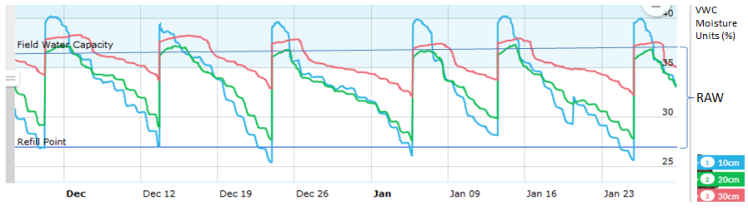 40
VWC
Moisture
Units (%)
Field Water Capacity
35
RAW
30
Refill Point
25
Dec
Dec 12
Dec 19
Dec 26
Jan
Jan 09
Jan 16
Jan 23
1 10cm
2 20cm
3 30cm